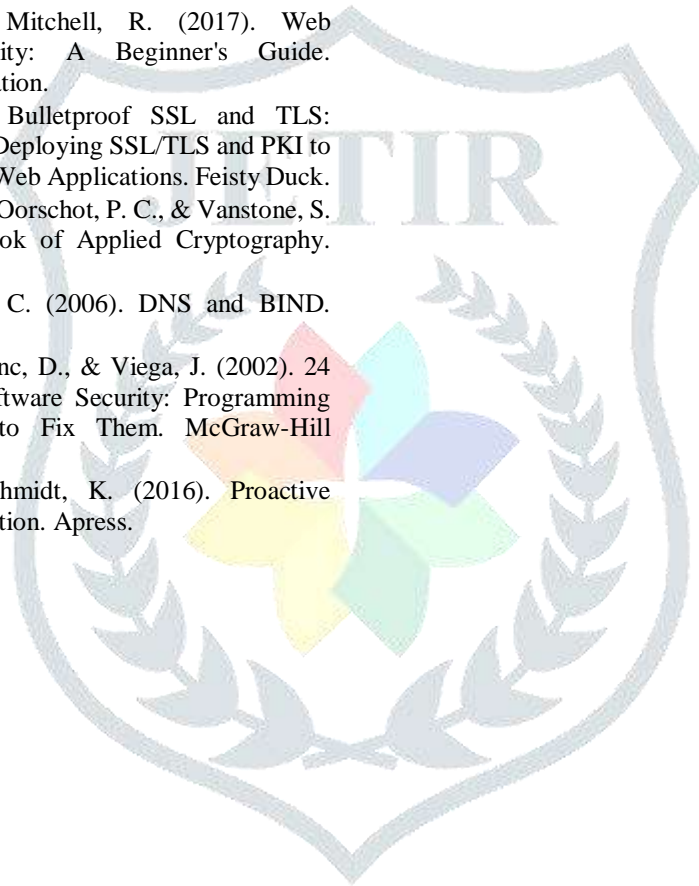 Mitchell, R. (2017). Web
ity: A Beginner's Guide.
tion.
Bulletproof SSL and TLS:
Deploying SSL/TLS and PKI to
Web Applications. Feisty Duck.
Oorschot, P. C., & Vanstone, S.
ok of Applied Cryptography.
C. (2006). DNS and BIND.
nc, D., & Viega, J. (2002). 24
ftware Security: Programming
to Fix Them. McGraw-Hill
hmidt, K. (2016). Proactive
tion. Apress.
JETIR